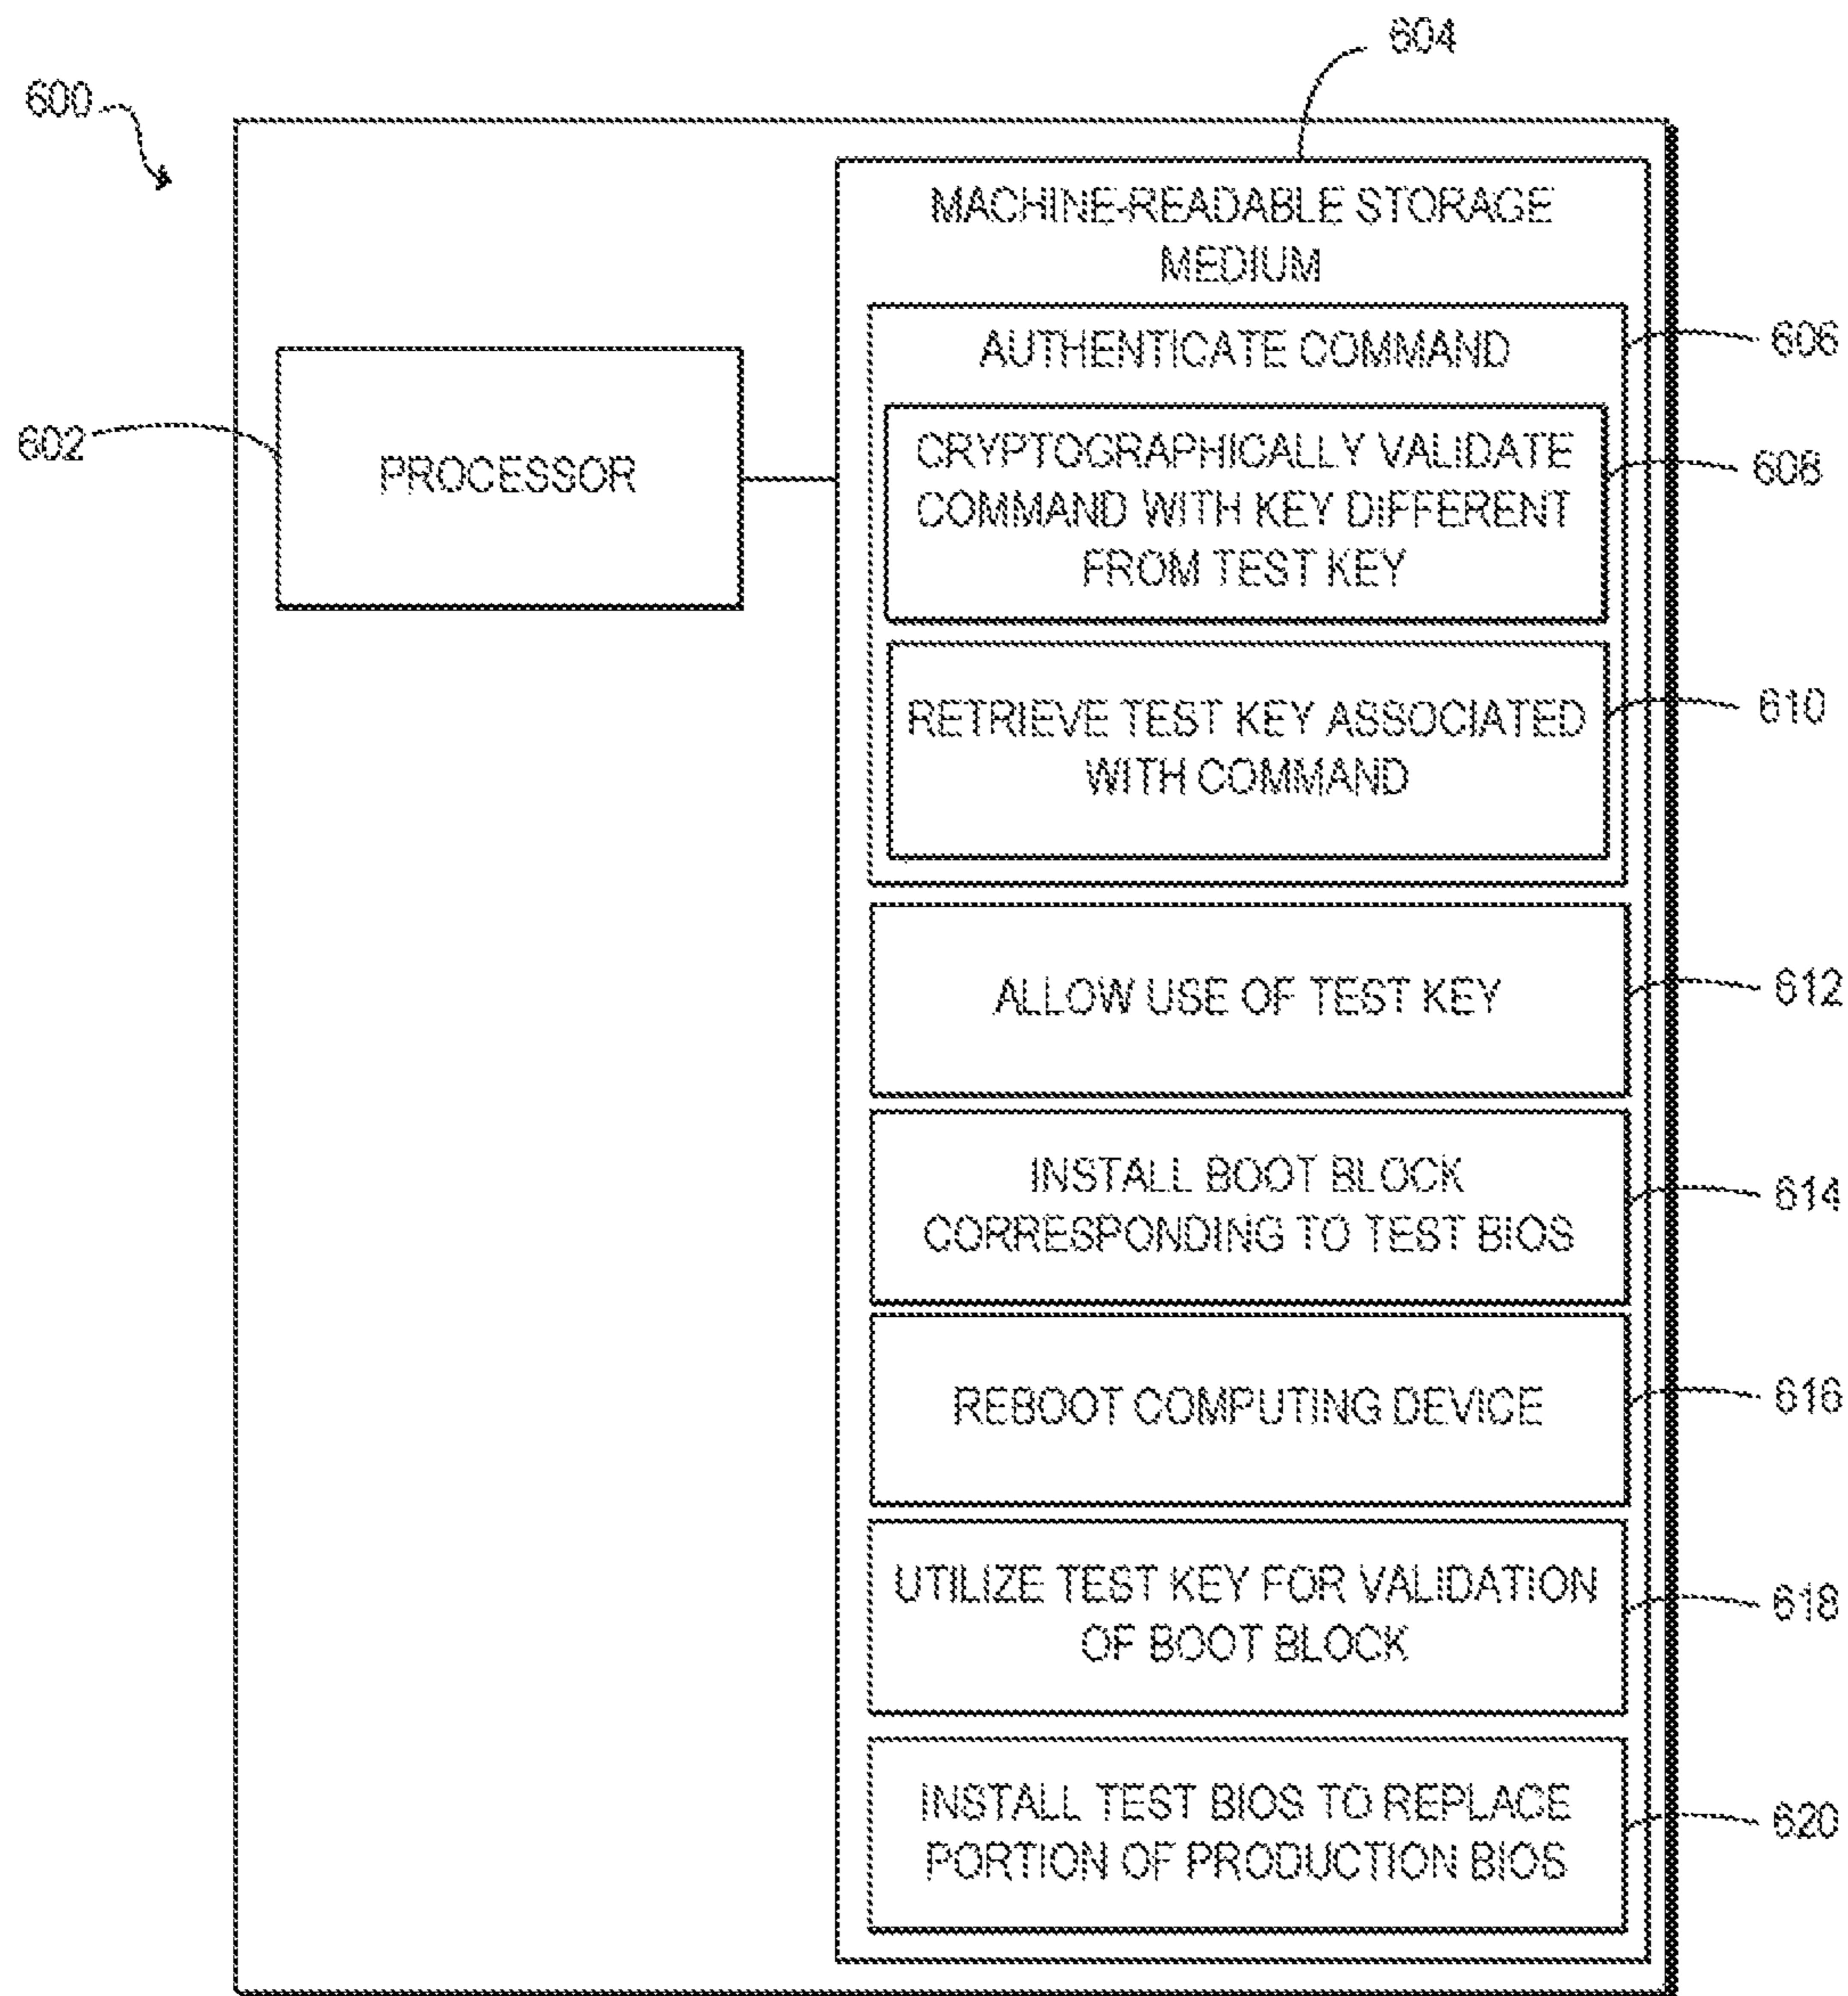 604
600
MACHINE-READABLE STORAGE
MEDIUM
AUTHENTICATE COMMAND
606
602
PROCESSOR
CRYPTOGRAPHICALLY VALIDATE
COMMAND WITH KEY DIFFERENT
FROM TEST KEY
608
RETRIEVE TEST KEY ASSOCIATED
WITH COMMAND
610
ALLOW USE OF TEST KEY
612
INSTALL BOOT BLOCK
CORRESPONDING TO TEST BIOS
614
REBOOT COMPUTING DEVICE
616
UTILIZE TEST KEY FOR VALIDATION
OF BOOT BLOCK
618
INSTALL TEST BIOS TO REPLACE
PORTION OF PRODUCTION BIOS
620